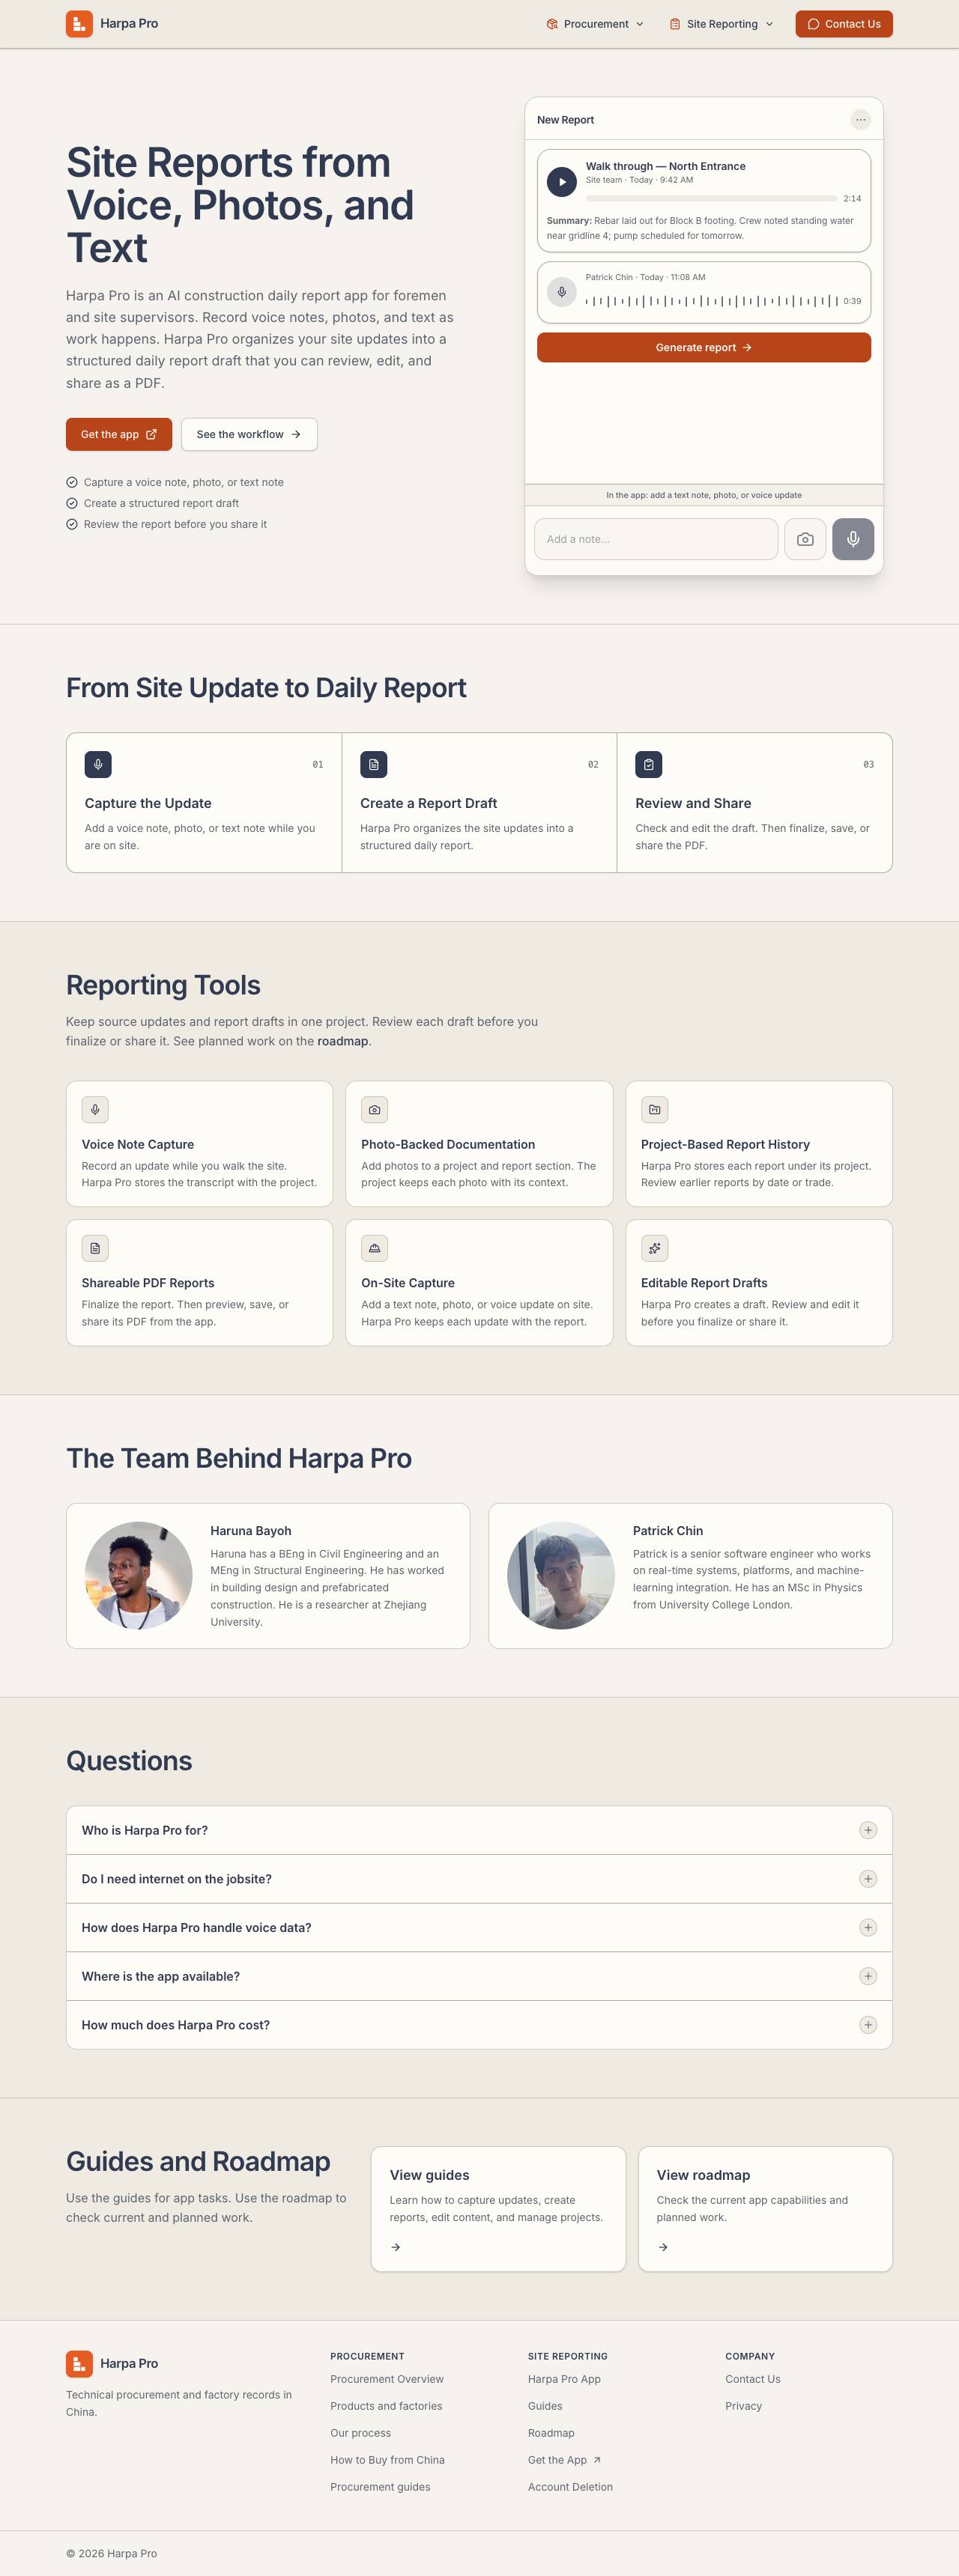 Harpa Pro
Procurement
Site Reporting
Contact Us
Site Reports from
Voice, Photos, and
Text
Harpa Pro is an AI construction daily report app for foremen
and site supervisors. Record voice notes, photos, and text as
work happens. Harpa Pro organizes your site updates into a
structured daily report draft that you can review, edit, and
share as a PDF.
Get the app
See the workflow
Capture a voice note, photo, or text note
Create a structured report draft
Review the report before you share it
New Report
Walk through — North Entrance
Site team · Today · 9:42 AM
2:14
Summary: Rebar laid out for Block B footing. Crew noted standing water
near gridline 4; pump scheduled for tomorrow.
Patrick Chin · Today · 11:08 AM
0:39
Generate report
In the app: add a text note, photo, or voice update
Add a note...
From Site Update to Daily Report
01
Capture the Update
Add a voice note, photo, or text note while you
are on site.
02
Create a Report Draft
Harpa Pro organizes the site updates into a
structured daily report.
03
Review and Share
Check and edit the draft. Then finalize, save, or
share the PDF.
Reporting Tools
Keep source updates and report drafts in one project. Review each draft before you
finalize or share it. See planned work on the roadmap.
Voice Note Capture
Record an update while you walk the site.
Harpa Pro stores the transcript with the project.
Photo-Backed Documentation
Add photos to a project and report section. The
project keeps each photo with its context.
Project-Based Report History
Harpa Pro stores each report under its project.
Review earlier reports by date or trade.
Shareable PDF Reports
Finalize the report. Then preview, save, or
share its PDF from the app.
On-Site Capture
Add a text note, photo, or voice update on site.
Harpa Pro keeps each update with the report.
Editable Report Drafts
Harpa Pro creates a draft. Review and edit it
before you finalize or share it.
The Team Behind Harpa Pro
Haruna Bayoh
Haruna has a BEng in Civil Engineering and an
MEng in Structural Engineering. He has worked
in building design and prefabricated
construction. He is a researcher at Zhejiang
University.
Patrick Chin
Patrick is a senior software engineer who works
on real-time systems, platforms, and machine-
learning integration. He has an MSc in Physics
from University College London.
Questions
Who is Harpa Pro for?
Do I need internet on the jobsite?
How does Harpa Pro handle voice data?
Where is the app available?
How much does Harpa Pro cost?
Guides and Roadmap
Use the guides for app tasks. Use the roadmap to
check current and planned work.
View guides
Learn how to capture updates, create
reports, edit content, and manage projects.
View roadmap
Check the current app capabilities and
planned work.
Harpa Pro
Technical procurement and factory records in
China.
PROCUREMENT
Procurement Overview
Products and factories
Our process
How to Buy from China
Procurement guides
SITE REPORTING
Harpa Pro App
Guides
Roadmap
Get the App
Account Deletion
COMPANY
Contact Us
Privacy
© 2026 Harpa Pro